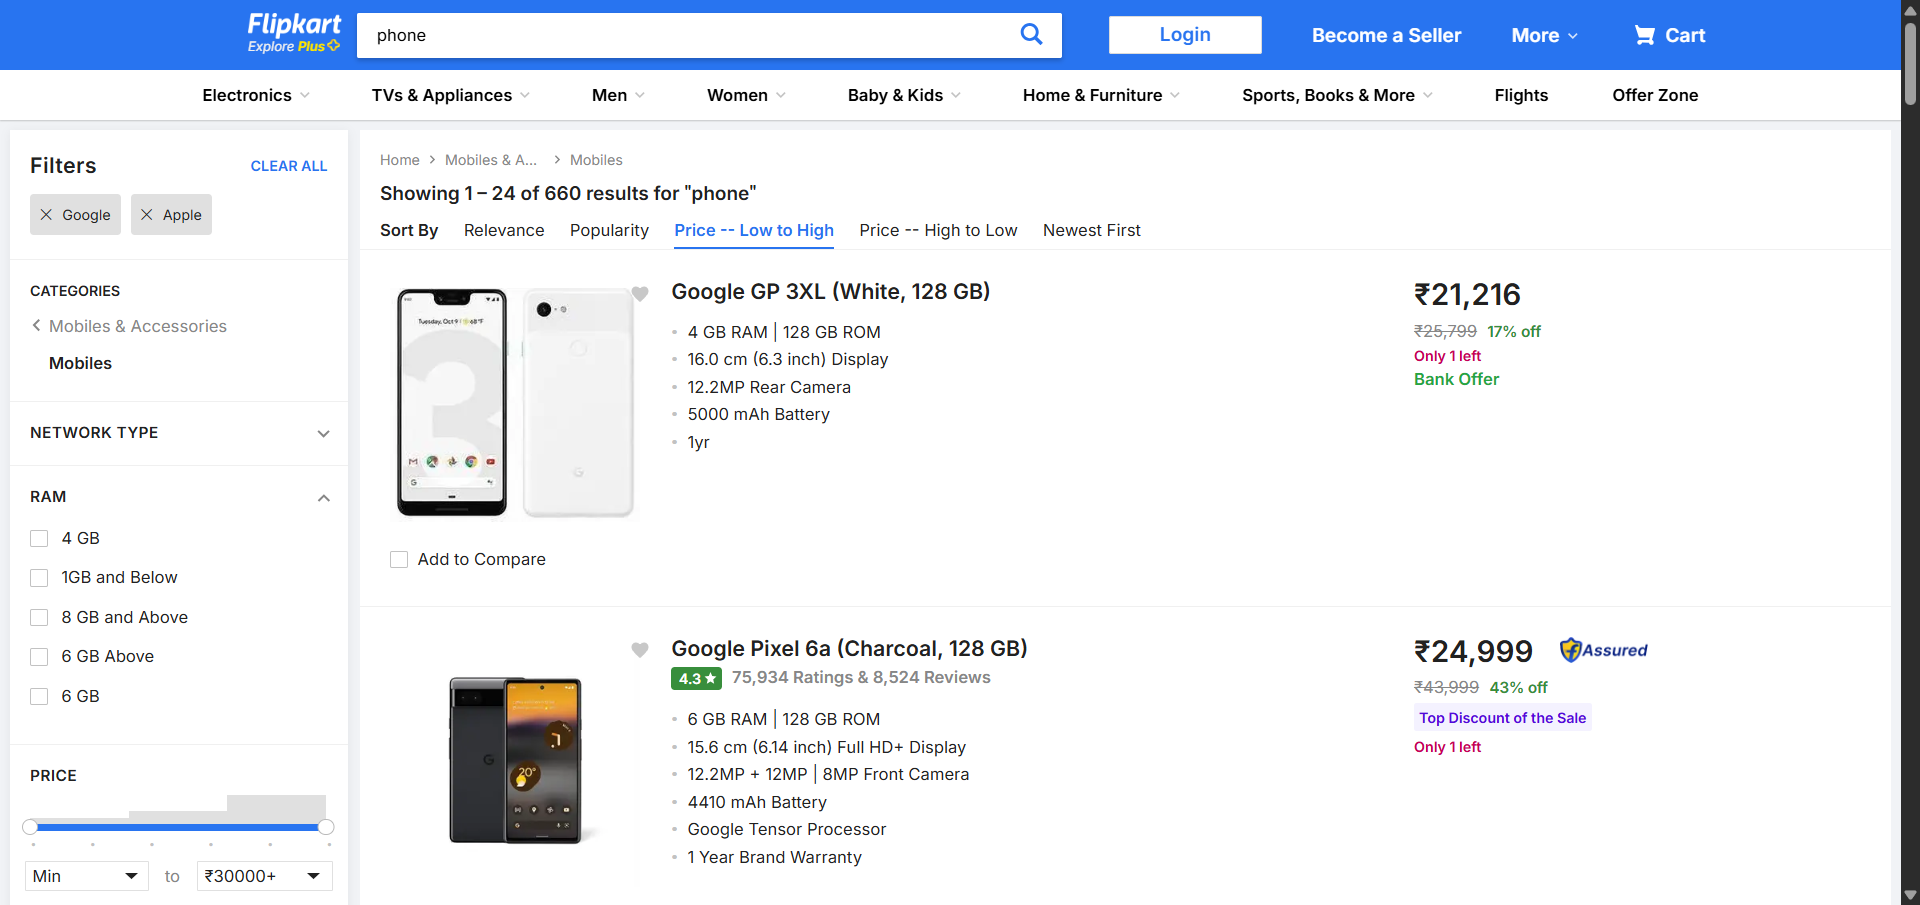 Flipkart
Explore Plus
phone
Login
Become a Seller
More
Cart
Electronics
TVs & Appliances
Men
Women
Baby & Kids
Home & Furniture
Sports, Books & More
Flights
Offer Zone
Filters
CLEAR ALL
Google
Apple
CATEGORIES
Mobiles & Accessories
Mobiles
NETWORK TYPE
RAM
4 GB
1GB and Below
8 GB and Above
6 GB Above
6 GB
PRICE
Min
to
₹30000+
Home
Mobiles & A...
Mobiles
Showing 1 – 24 of 660 results for "phone"
Sort By
Relevance
Popularity
Price -- Low to High
Price -- High to Low
Newest First
Tuesday, Oct 9 | 68°F
Google GP 3XL (White, 128 GB)
4 GB RAM | 128 GB ROM
16.0 cm (6.3 inch) Display
12.2MP Rear Camera
5000 mAh Battery
1yr
₹21,216
₹25,799 17% off
Only 1 left
Bank Offer
Add to Compare
Google Pixel 6a (Charcoal, 128 GB)
4.3
75,934 Ratings & 8,524 Reviews
6 GB RAM | 128 GB ROM
15.6 cm (6.14 inch) Full HD+ Display
12.2MP + 12MP | 8MP Front Camera
4410 mAh Battery
Google Tensor Processor
1 Year Brand Warranty
20°
₹24,999
Assured
₹43,999 43% off
Top Discount of the Sale
Only 1 left